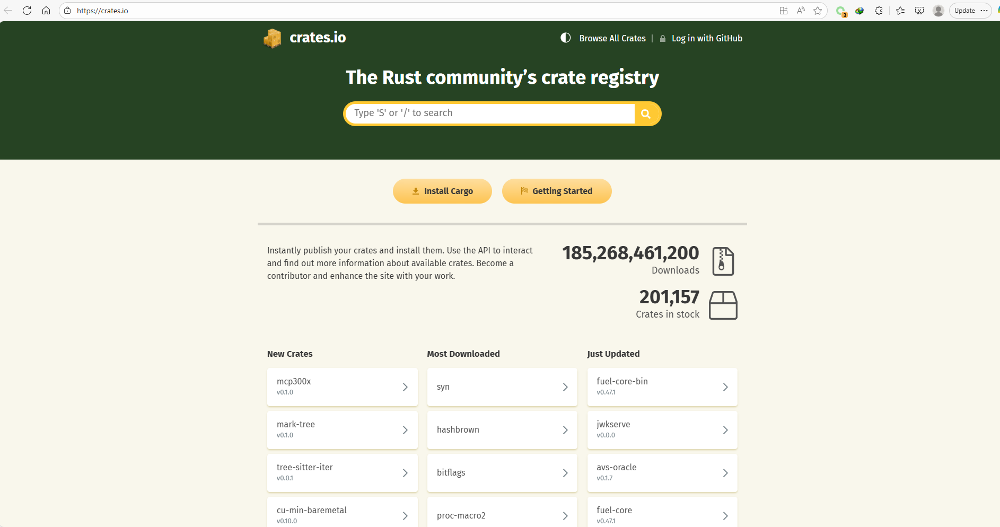 https://crates.io
3
Update
crates.io
Browse All Crates | Log in with GitHub
The Rust community’s crate registry
Type 'S' or '/' to search
Install Cargo
Getting Started
Instantly publish your crates and install them. Use the API to interact
and find out more information about available crates. Become a
contributor and enhance the site with your work.
185,268,461,200
Downloads
201,157
Crates in stock
New Crates
mcp300x
v0.1.0
mark-tree
v0.1.0
tree-sitter-iter
v0.0.1
cu-min-baremetal
v0.10.0
Most Downloaded
syn
hashbrown
bitflags
proc-macro2
Just Updated
fuel-core-bin
v0.47.1
jwkserve
v0.0.0
avs-oracle
v0.1.7
fuel-core
v0.47.1